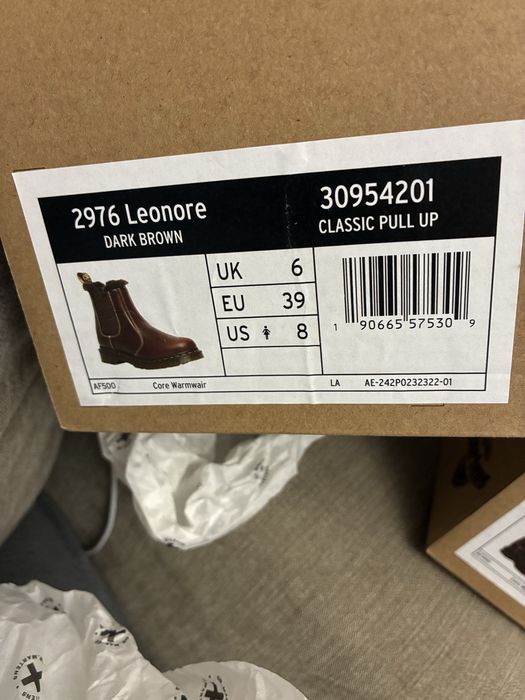 2976 Leonore
DARK BROWN
30954201
CLASSIC PULL UP
UK 6
EU 39
US 8
1 90665 57530 9
AF500 Core Warmwair
LA AE-242P0232322-01